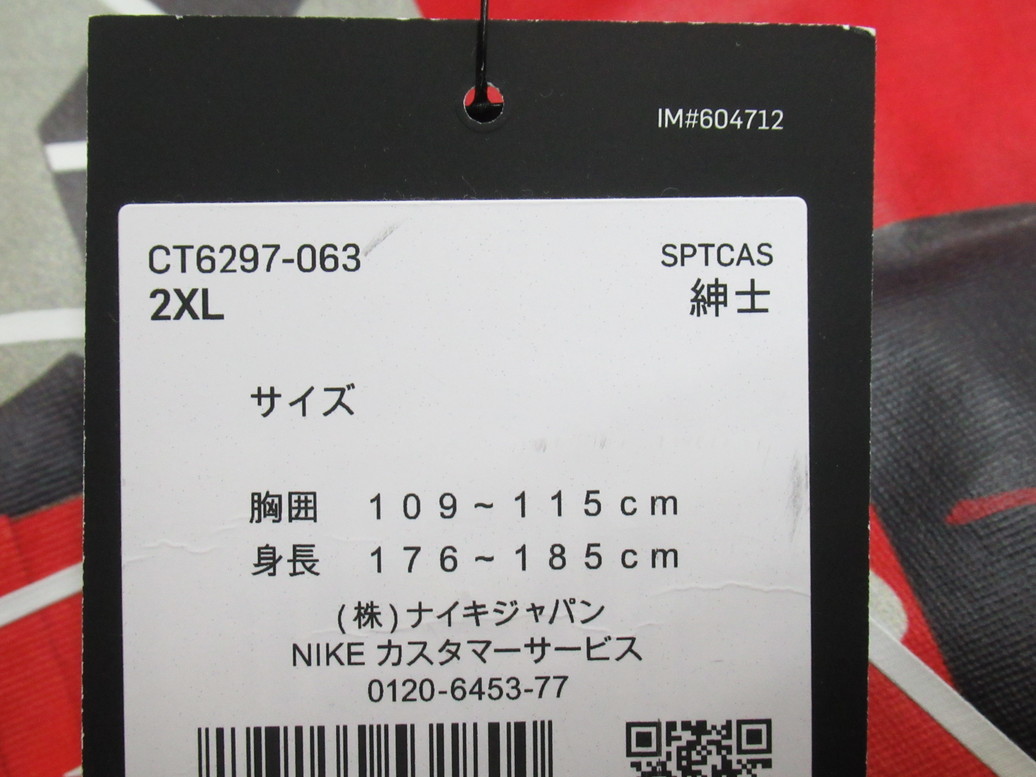 IM#604712
CT6297-063 SPTCAS
2XL 紳士
サイズ
胸囲 109~115cm
身長 176~185cm
(株)ナイキジャパン
NIKE カスタマーサービス
0120-6453-77